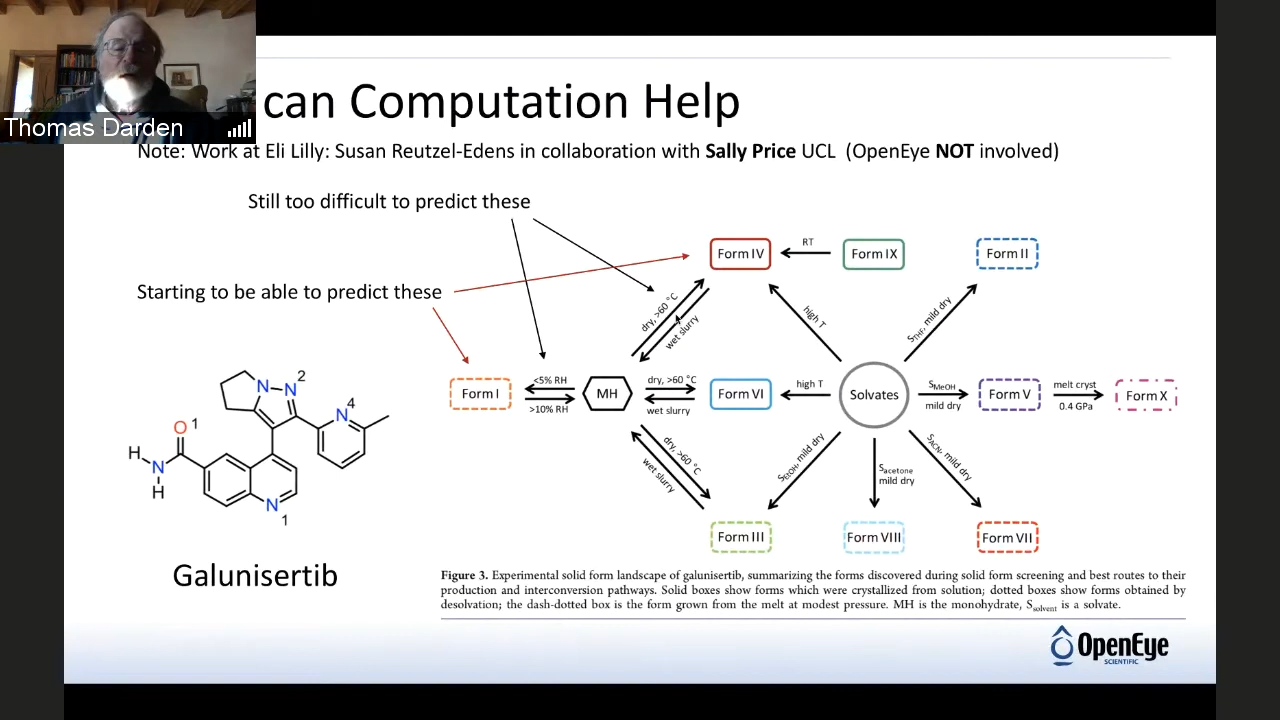 Thomas Darden
can Computation Help
Note: Work at Eli Lilly: Susan Reutzel-Edens in collaboration with Sally Price UCL (OpenEye NOT involved)
Still too difficult to predict these
Starting to be able to predict these
Form IV
RT
Form IX
Form II
dry, >60 °C
wet slurry
high T
STHF, mild dry
Form I
<5% RH
>10% RH
MH
dry, >60 °C
wet slurry
Form VI
high T
Solvates
SMeOH
mild dry
Form V
melt cryst
0.4 GPa
Form X
dry, >60 °C
wet slurry
SEtOH, mild dry
Sacetone
mild dry
SACN, mild dry
Form III
Form VIII
Form VII
N
N
2
N
4
O
1
H
N
H
N
1
Galunisertib
Figure 3. Experimental solid form landscape of galunisertib, summarizing the forms discovered during solid form screening and best routes to their
production and interconversion pathways. Solid boxes show forms which were crystallized from solution; dotted boxes show forms obtained by
desolvation; the dash-dotted box is the form grown from the melt at modest pressure. MH is the monohydrate, Ssolvent is a solvate.
OpenEye
SCIENTIFIC